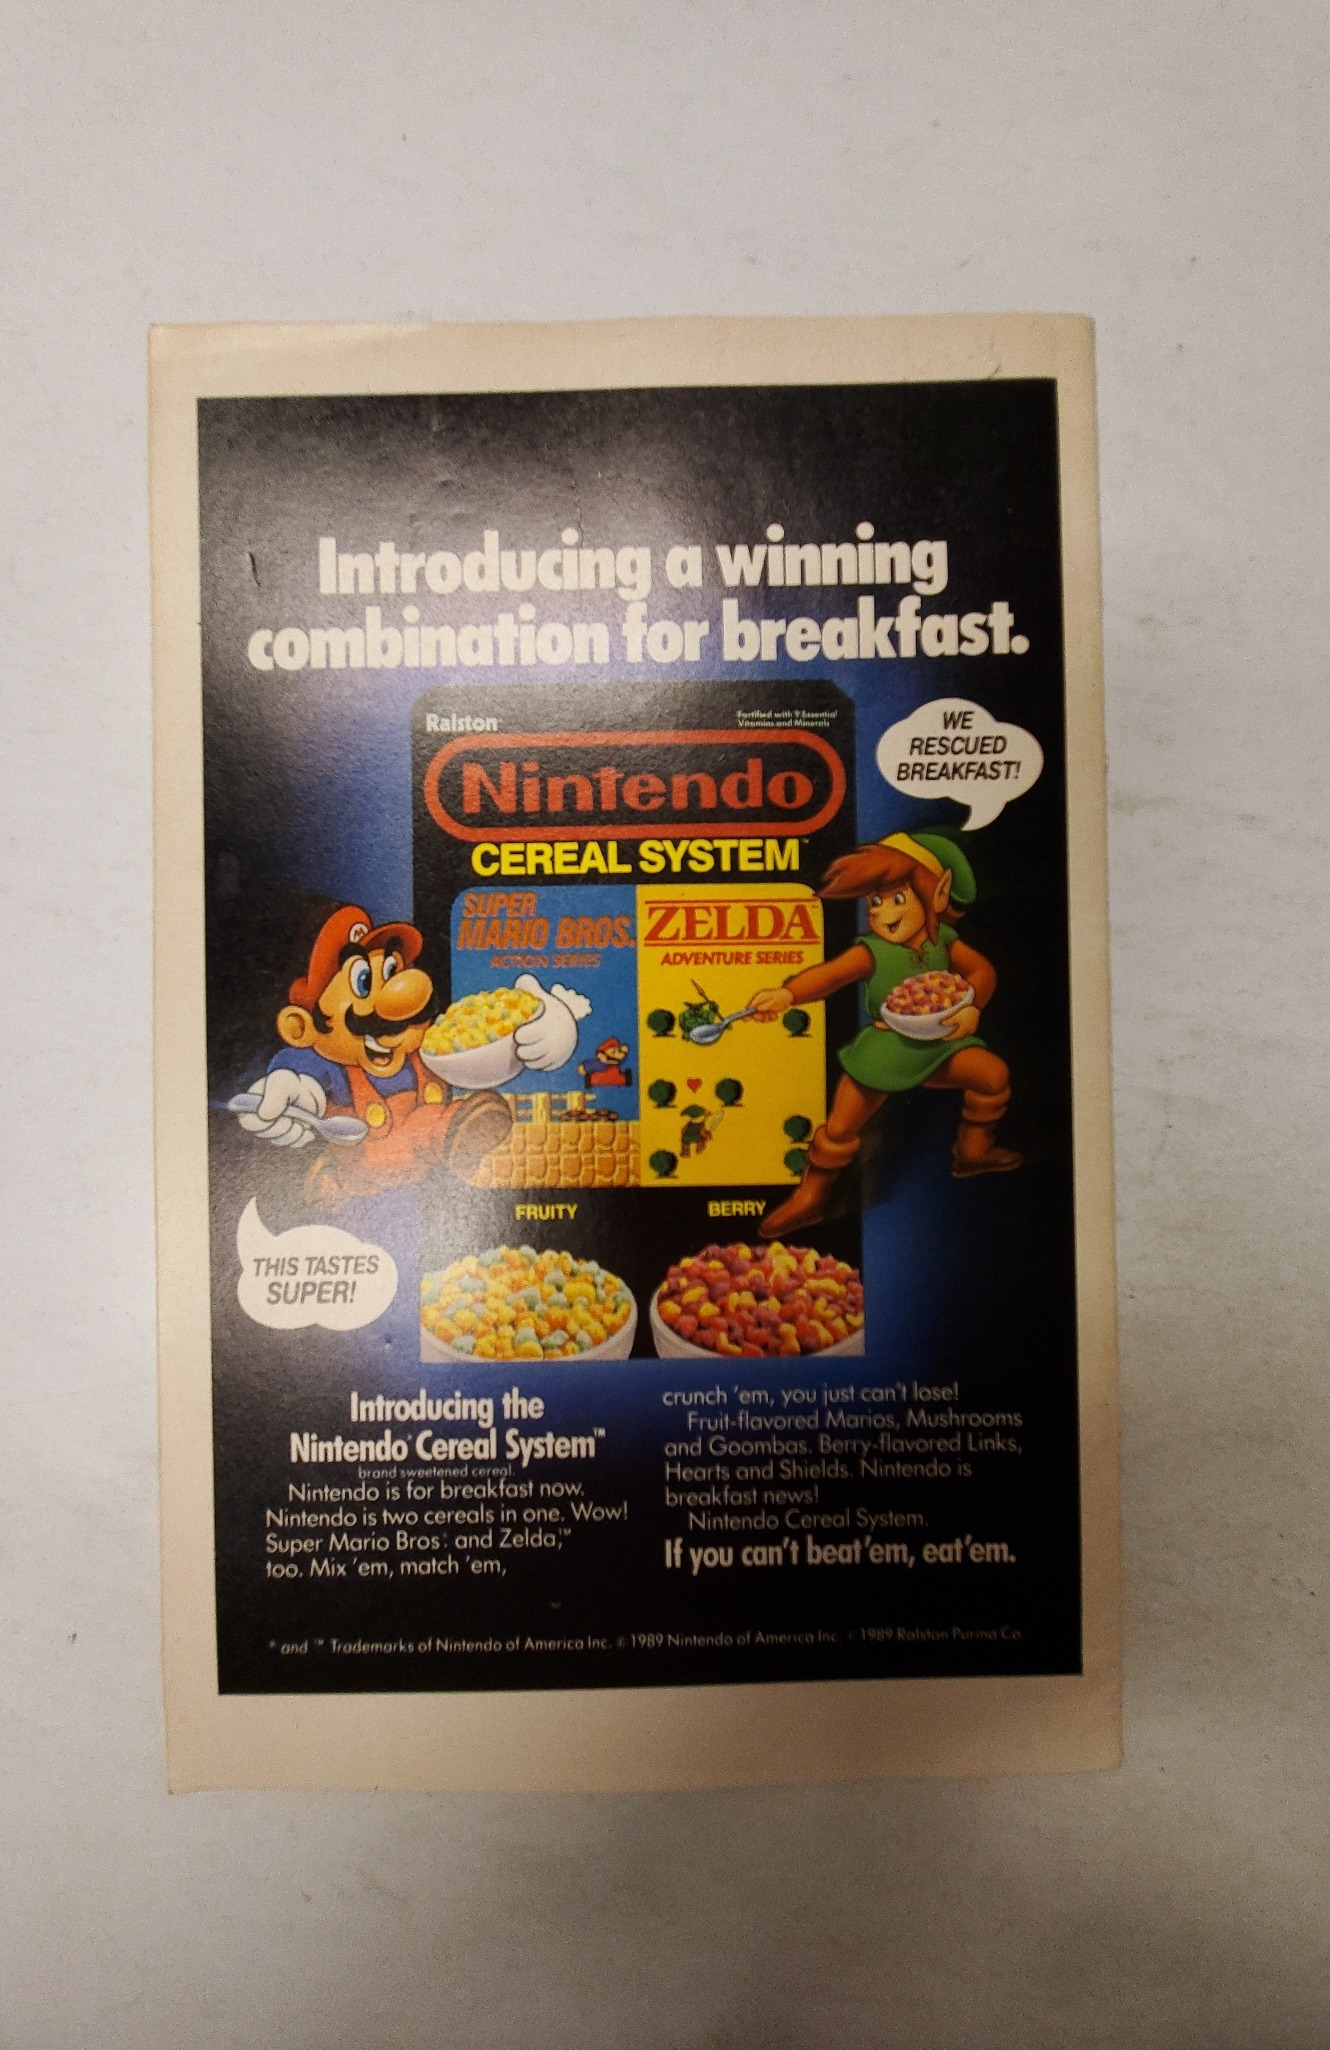 Introducing a winning
combination for breakfast.
Ralston
Fortified with 9 Essential
Vitamins and Minerals
Nintendo
CEREAL SYSTEM™
WE
RESCUED
BREAKFAST!
SUPER
MARIO BROS.
ACTION SERIES
ZELDA™
ADVENTURE SERIES
M
FRUITY
BERRY
THIS TASTES
SUPER!
Introducing the
Nintendo® Cereal System™
brand sweetened cereal.
Nintendo is for breakfast now.
Nintendo is two cereals in one. Wow!
Super Mario Bros. and Zelda,™
too. Mix 'em, match 'em,
crunch 'em, you just can't lose!
Fruit-flavored Marios, Mushrooms
and Goombas. Berry-flavored Links,
Hearts and Shields. Nintendo is
breakfast news!
Nintendo Cereal System.
If you can't beat 'em, eat 'em.
® and ™ Trademarks of Nintendo of America Inc. © 1989 Nintendo of America Inc. © 1989 Ralston Purina Co.